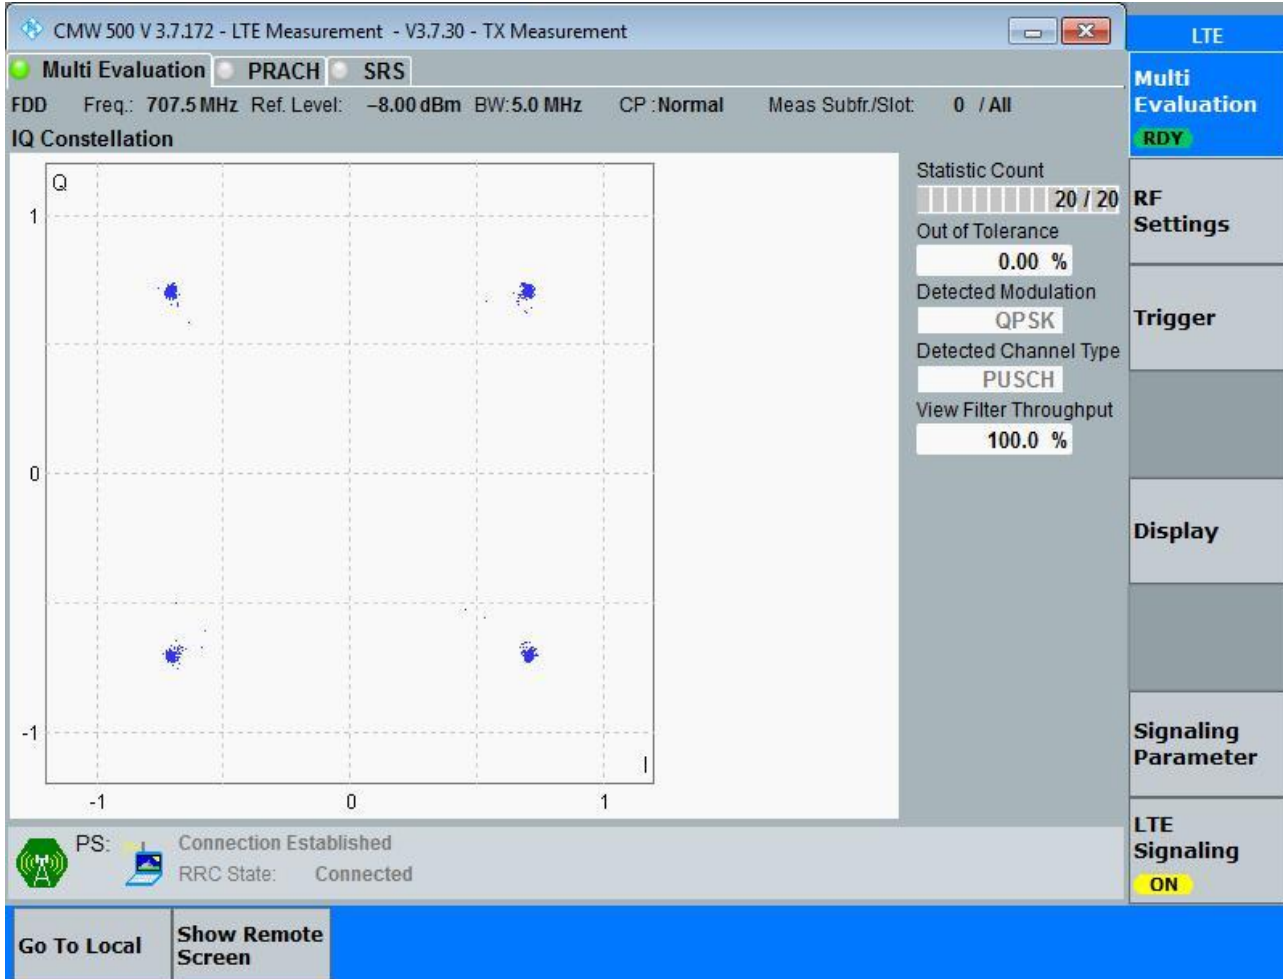 CMW 500 V 3.7.172 - LTE Measurement - V3.7.30 - TX Measurement
LTE
Multi Evaluation PRACH SRS
FDD Freq.: 707.5 MHz Ref. Level: −8.00 dBm BW: 5.0 MHz CP : Normal Meas Subfr./Slot: 0 / All
IQ Constellation
Q
1
0
-1
I
-1 0 1
Statistic Count
20 / 20
Out of Tolerance
0.00 %
Detected Modulation
QPSK
Detected Channel Type
PUSCH
View Filter Throughput
100.0 %
Multi
Evaluation
RDY
RF
Settings
Trigger
Display
Signaling
Parameter
LTE
Signaling
ON
PS: Connection Established
RRC State: Connected
Go To Local
Show Remote
Screen